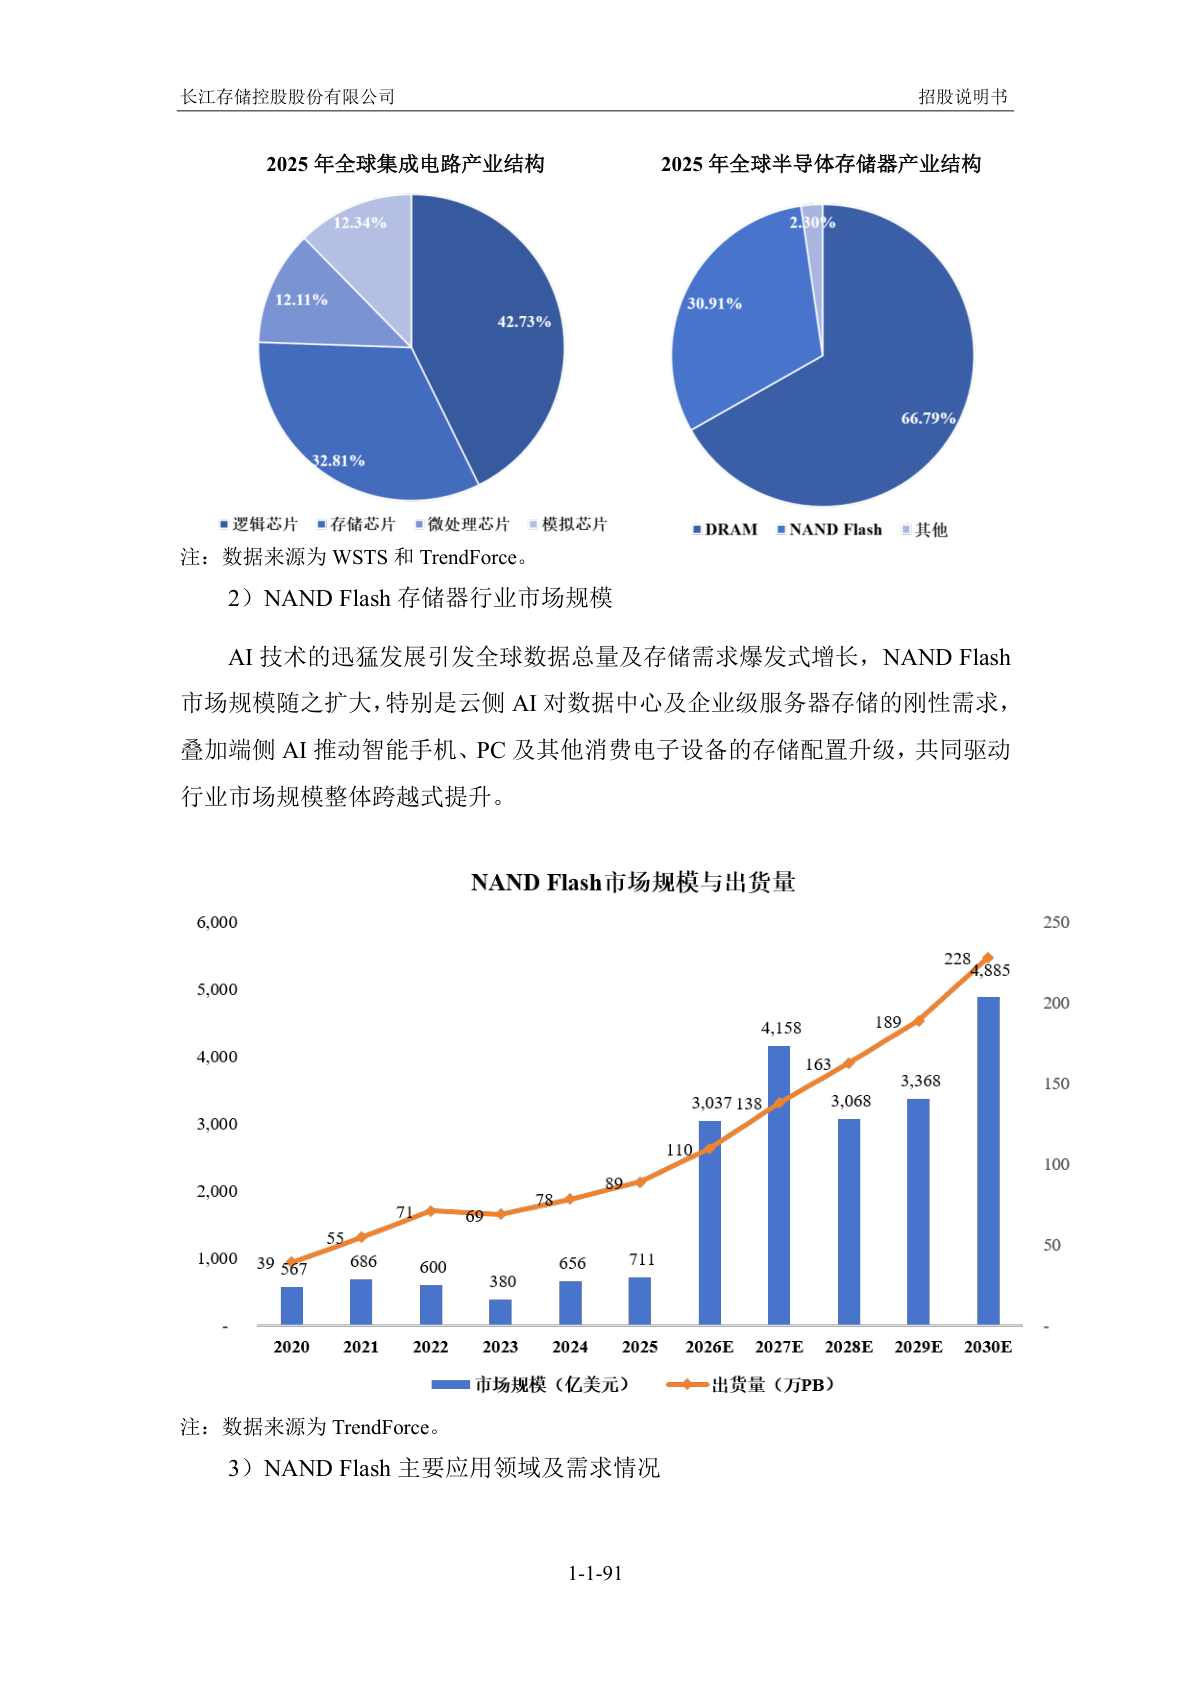 长江存储控股股份有限公司 招股说明书
2025 年全球集成电路产业结构
12.34%
12.11%
42.73%
32.81%
■ 逻辑芯片 ■ 存储芯片 ■ 微处理芯片 ■ 模拟芯片
2025 年全球半导体存储器产业结构
2.30%
30.91%
66.79%
■ DRAM ■ NAND Flash ■ 其他
注：数据来源为 WSTS 和 TrendForce。
2）NAND Flash 存储器行业市场规模
AI 技术的迅猛发展引发全球数据总量及存储需求爆发式增长，NAND Flash
市场规模随之扩大，特别是云侧 AI 对数据中心及企业级服务器存储的刚性需求，
叠加端侧 AI 推动智能手机、PC 及其他消费电子设备的存储配置升级，共同驱动
行业市场规模整体跨越式提升。
NAND Flash市场规模与出货量
6,000 250
228
4,885
5,000 200
4,158
189
4,000 150
163
3,368
3,037 138 3,068
3,000
110 100
2,000
89
78
71 69
55 50
1,000 39 567 686 600 380 656 711
- -
2020 2021 2022 2023 2024 2025 2026E 2027E 2028E 2029E 2030E
市场规模（亿美元） 出货量（万PB）
注：数据来源为 TrendForce。
3）NAND Flash 主要应用领域及需求情况
1-1-91